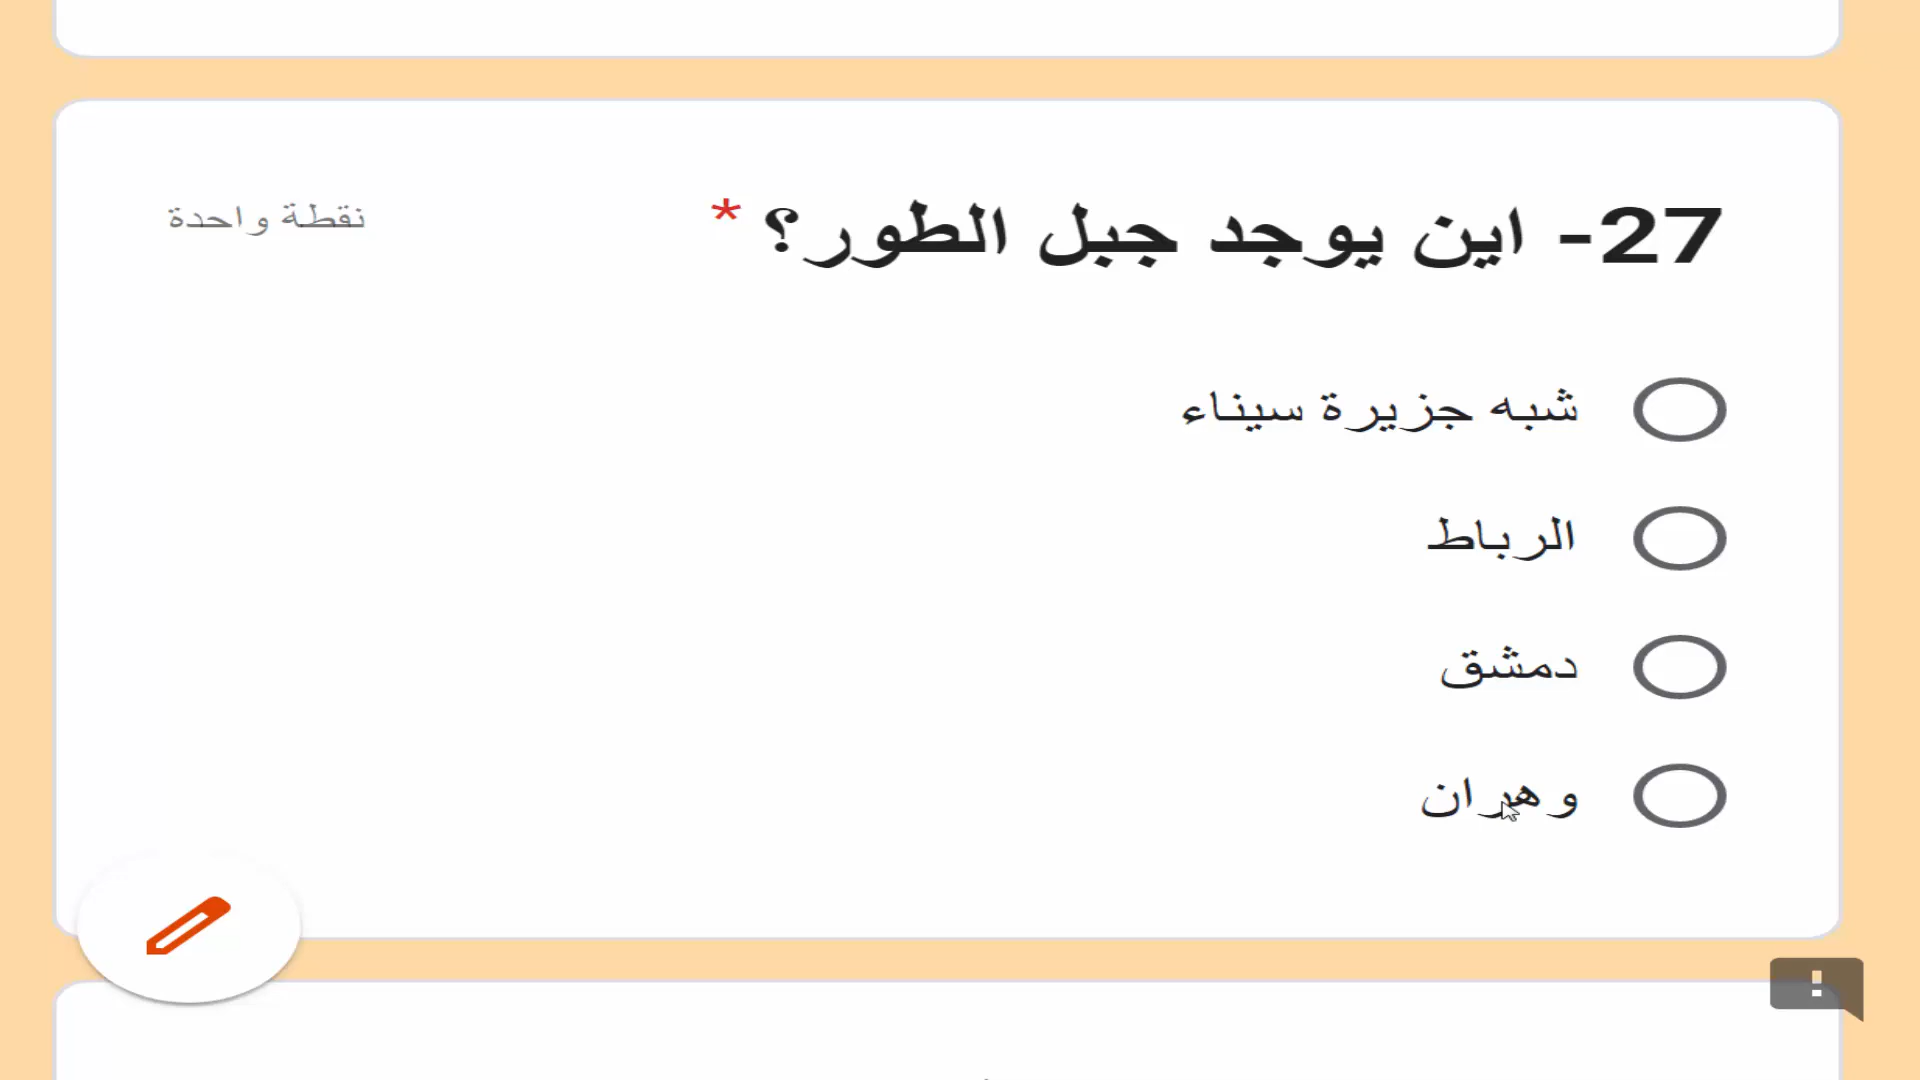 27- اين يوجد جبل الطور؟ *
نقطة واحدة
شبه جزيرة سيناء
الرباط
دمشق
وهران